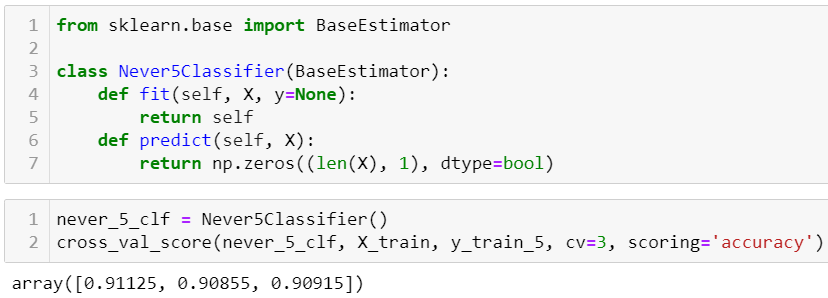 1 from sklearn.base import BaseEstimator
2
3 class Never5Classifier(BaseEstimator):
4     def fit(self, X, y=None):
5         return self
6     def predict(self, X):
7         return np.zeros((len(X), 1), dtype=bool)
1 never_5_clf = Never5Classifier()
2 cross_val_score(never_5_clf, X_train, y_train_5, cv=3, scoring='accuracy')
array([0.91125, 0.90855, 0.90915])